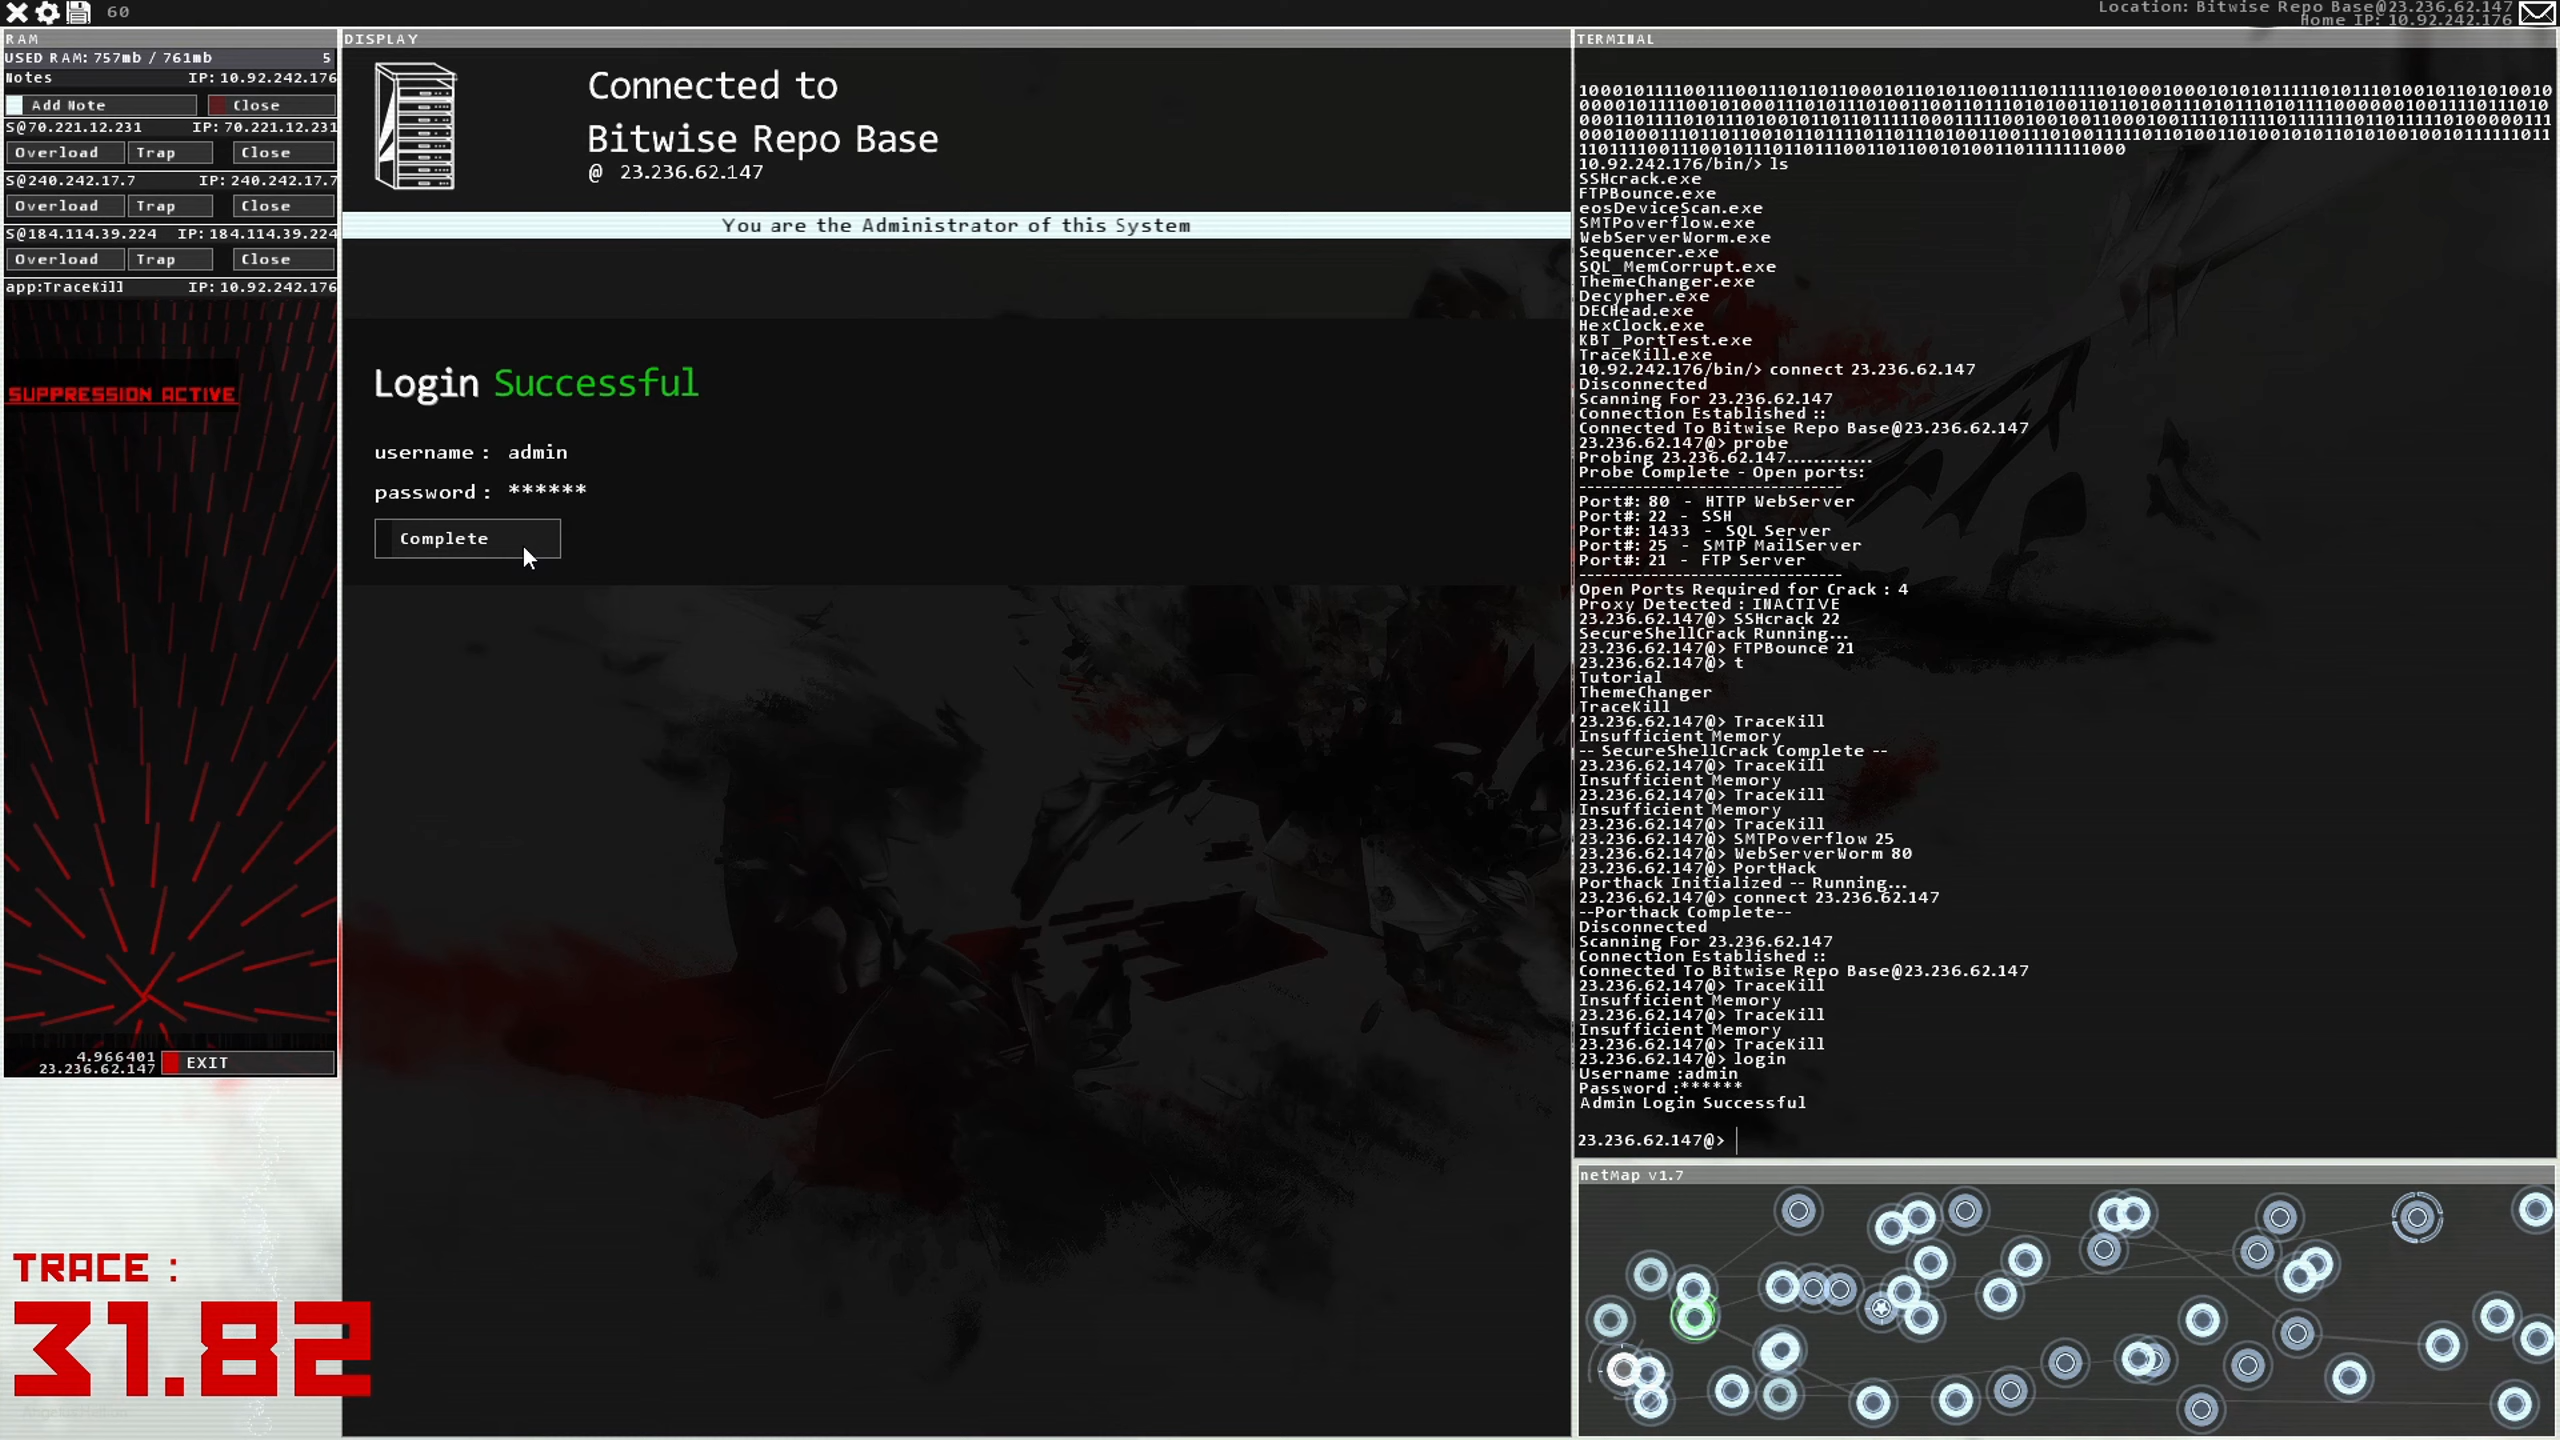 60
Location: Bitwise Repo Base@23.236.62.147
Home IP: 10.92.242.176
RAM
USED RAM: 757mb / 761mb 5
Notes IP: 10.92.242.176
Add Note Close
S@70.221.12.231 IP: 70.221.12.231
Overload Trap Close
S@240.242.17.7 IP: 240.242.17.7
Overload Trap Close
S@184.114.39.224 IP: 184.114.39.224
Overload Trap Close
app:TraceKill IP: 10.92.242.176
SUPPRESSION ACTIVE
4.966401
23.236.62.147
EXIT
TRACE :
31.82
DISPLAY
Connected to
Bitwise Repo Base
@ 23.236.62.147
You are the Administrator of this System
Login Successful
username : admin
password : ******
Complete
TERMINAL
10.92.242.176/bin/> ls
SSHcrack.exe
FTPBounce.exe
eosDeviceScan.exe
SMTPoverflow.exe
WebServerWorm.exe
Sequencer.exe
SQL_MemCorrupt.exe
ThemeChanger.exe
Decypher.exe
DECHead.exe
HexClock.exe
KBT_PortTest.exe
TraceKill.exe
10.92.242.176/bin/> connect 23.236.62.147
Disconnected
Scanning For 23.236.62.147
Connection Established ::
Connected To Bitwise Repo Base@23.236.62.147
23.236.62.147@> probe
Probing 23.236.62.147.............
Probe Complete - Open ports:
---------------------------------
Port#: 80 - HTTP WebServer
Port#: 22 - SSH
Port#: 1433 - SQL Server
Port#: 25 - SMTP MailServer
Port#: 21 - FTP Server
---------------------------------
Open Ports Required for Crack : 4
Proxy Detected : INACTIVE
23.236.62.147@> SSHcrack 22
SecureShellCrack Running...
23.236.62.147@> FTPBounce 21
23.236.62.147@> t
Tutorial
ThemeChanger
TraceKill
23.236.62.147@> TraceKill
Insufficient Memory
-- SecureShellCrack Complete --
23.236.62.147@> TraceKill
Insufficient Memory
23.236.62.147@> TraceKill
Insufficient Memory
23.236.62.147@> TraceKill
23.236.62.147@> SMTPoverflow 25
23.236.62.147@> WebServerWorm 80
23.236.62.147@> PortHack
Porthack Initialized -- Running...
23.236.62.147@> connect 23.236.62.147
--Porthack Complete--
Disconnected
Scanning For 23.236.62.147
Connection Established ::
Connected To Bitwise Repo Base@23.236.62.147
23.236.62.147@> TraceKill
Insufficient Memory
23.236.62.147@> TraceKill
Insufficient Memory
23.236.62.147@> TraceKill
23.236.62.147@> login
Username :admin
Password :******
Admin Login Successful
23.236.62.147@>
netMap v1.7